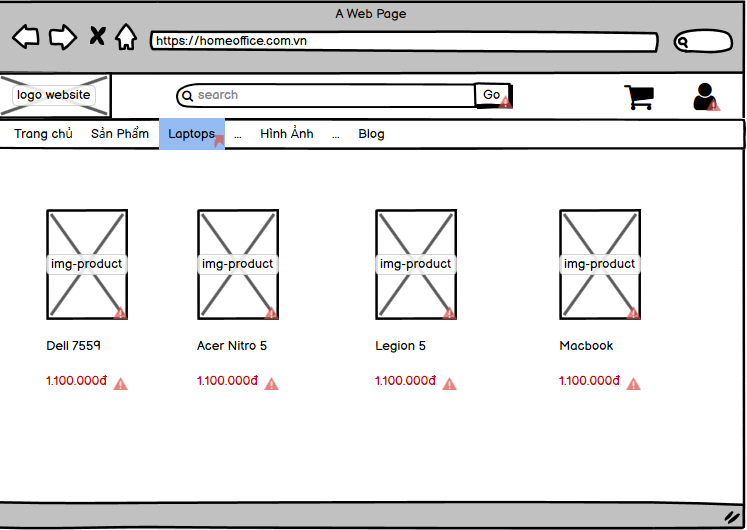 A Web Page
https://homeoffice.com.vn
logo website
search
Go
Trang chủ Sản Phẩm Laptops ... Hình Ảnh ... Blog
img-product img-product img-product img-product
Dell 7559 Acer Nitro 5 Legion 5 Macbook
1.100.000đ 1.100.000đ 1.100.000đ 1.100.000đ